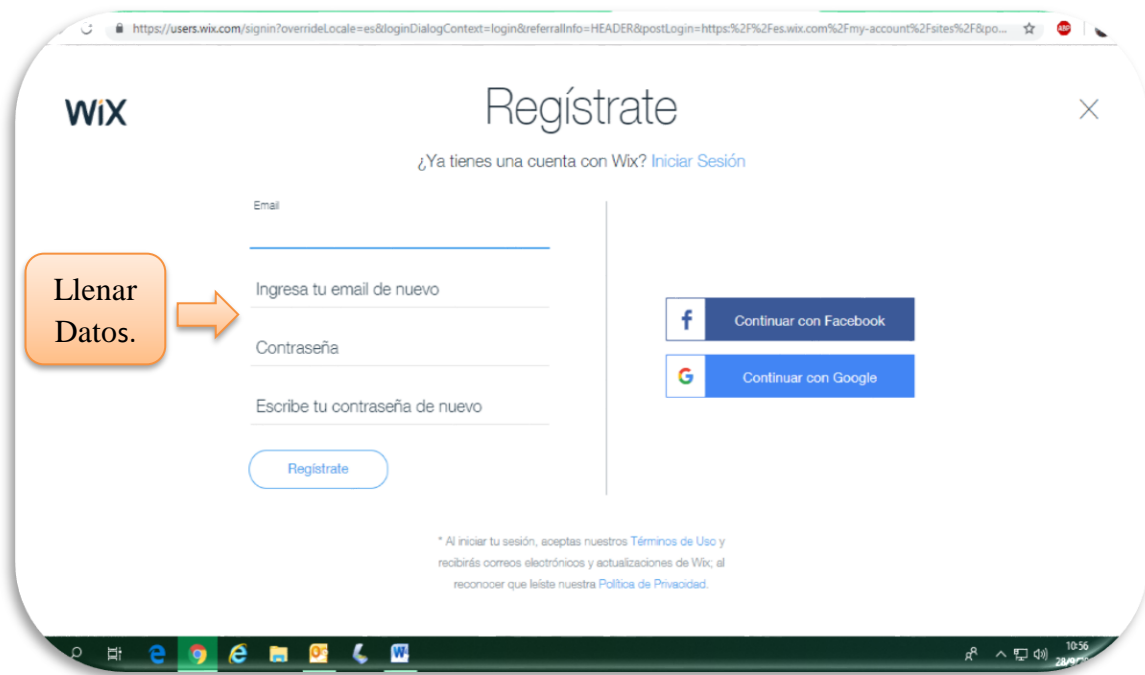 https://users.wix.com/signin?overrideLocale=es&loginDialogContext=login&referralInfo=HEADER&postLogin=https:%2F%2Fes.wix.com%2Fmy-account%2Fsites%2F&po...
ABP
WiX
Regístrate
¿Ya tienes una cuenta con Wix? Iniciar Sesión
Email
Ingresa tu email de nuevo
Contraseña
Escribe tu contraseña de nuevo
Regístrate
Llenar
Datos.
f Continuar con Facebook
G Continuar con Google
* Al iniciar tu sesión, aceptas nuestros Términos de Uso y
recibirás correos electrónicos y actualizaciones de Wix; al
reconocer que leíste nuestra Política de Privacidad.
10:56